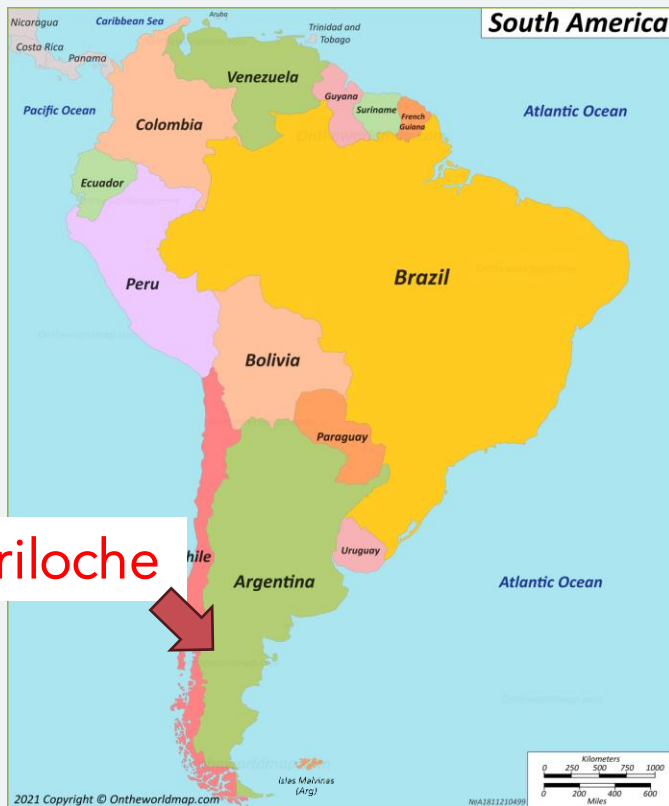 South America
Nicaragua
Caribbean Sea
Aruba
Trinidad and
Tobago
Costa Rica
Panama
Venezuela
Guyana
Suriname
French
Guiana
Pacific Ocean
Atlantic Ocean
Colombia
Ecuador
Peru
Brazil
Bolivia
Paraguay
riloche
hile
Uruguay
Argentina
Atlantic Ocean
Islas Malvinas
(Arg)
Kilometers
0 250 500 750 1000
0 200 400 600
Miles
2021 Copyright © Ontheworldmap.com